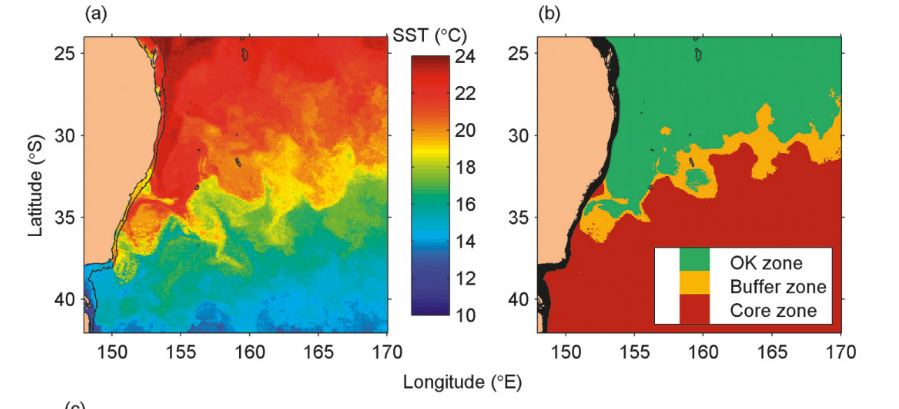 (a)
(b)
SST (°C)
24
22
20
18
16
14
12
10
25
30
35
40
Latitude (°S)
150
155
160
165
170
25
30
35
40
OK zone
Buffer zone
Core zone
150
155
160
165
170
Longitude (°E)
(c)